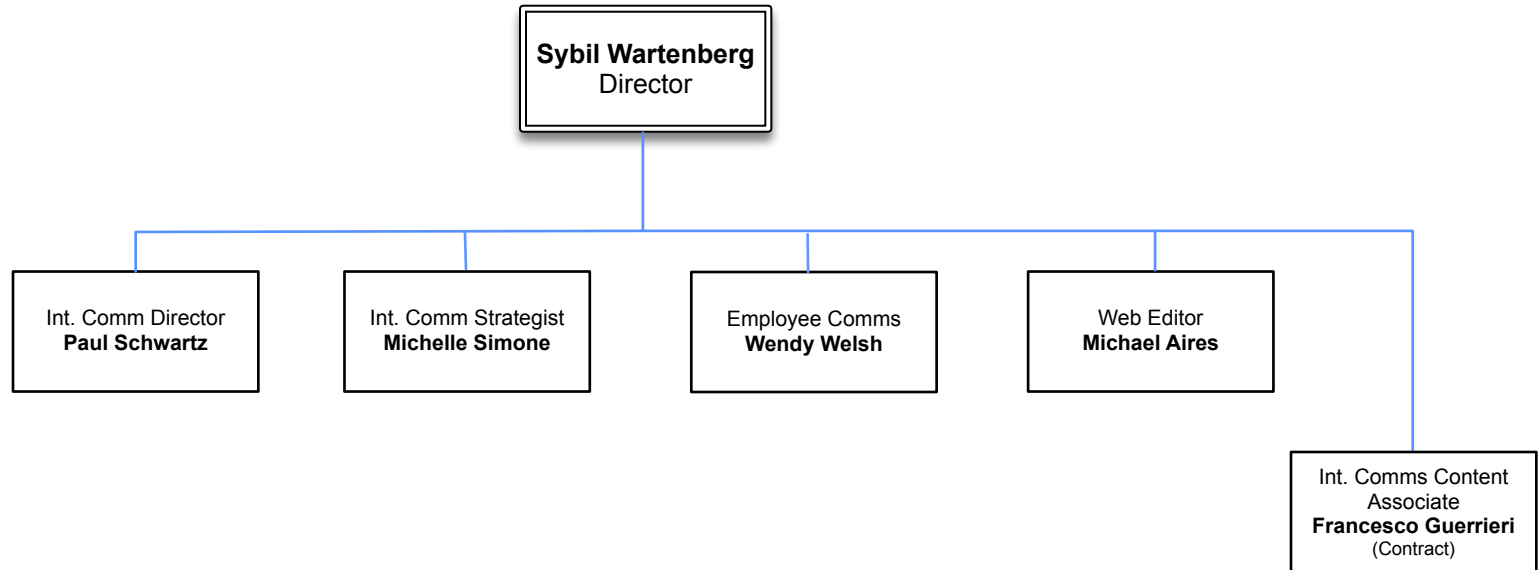 Sybil Wartenberg
Director
Int. Comm Director
Paul Schwartz
Int. Comm Strategist
Michelle Simone
Employee Comms
Wendy Welsh
Web Editor
Michael Aires
Int. Comms Content
Associate
Francesco Guerrieri
(Contract)